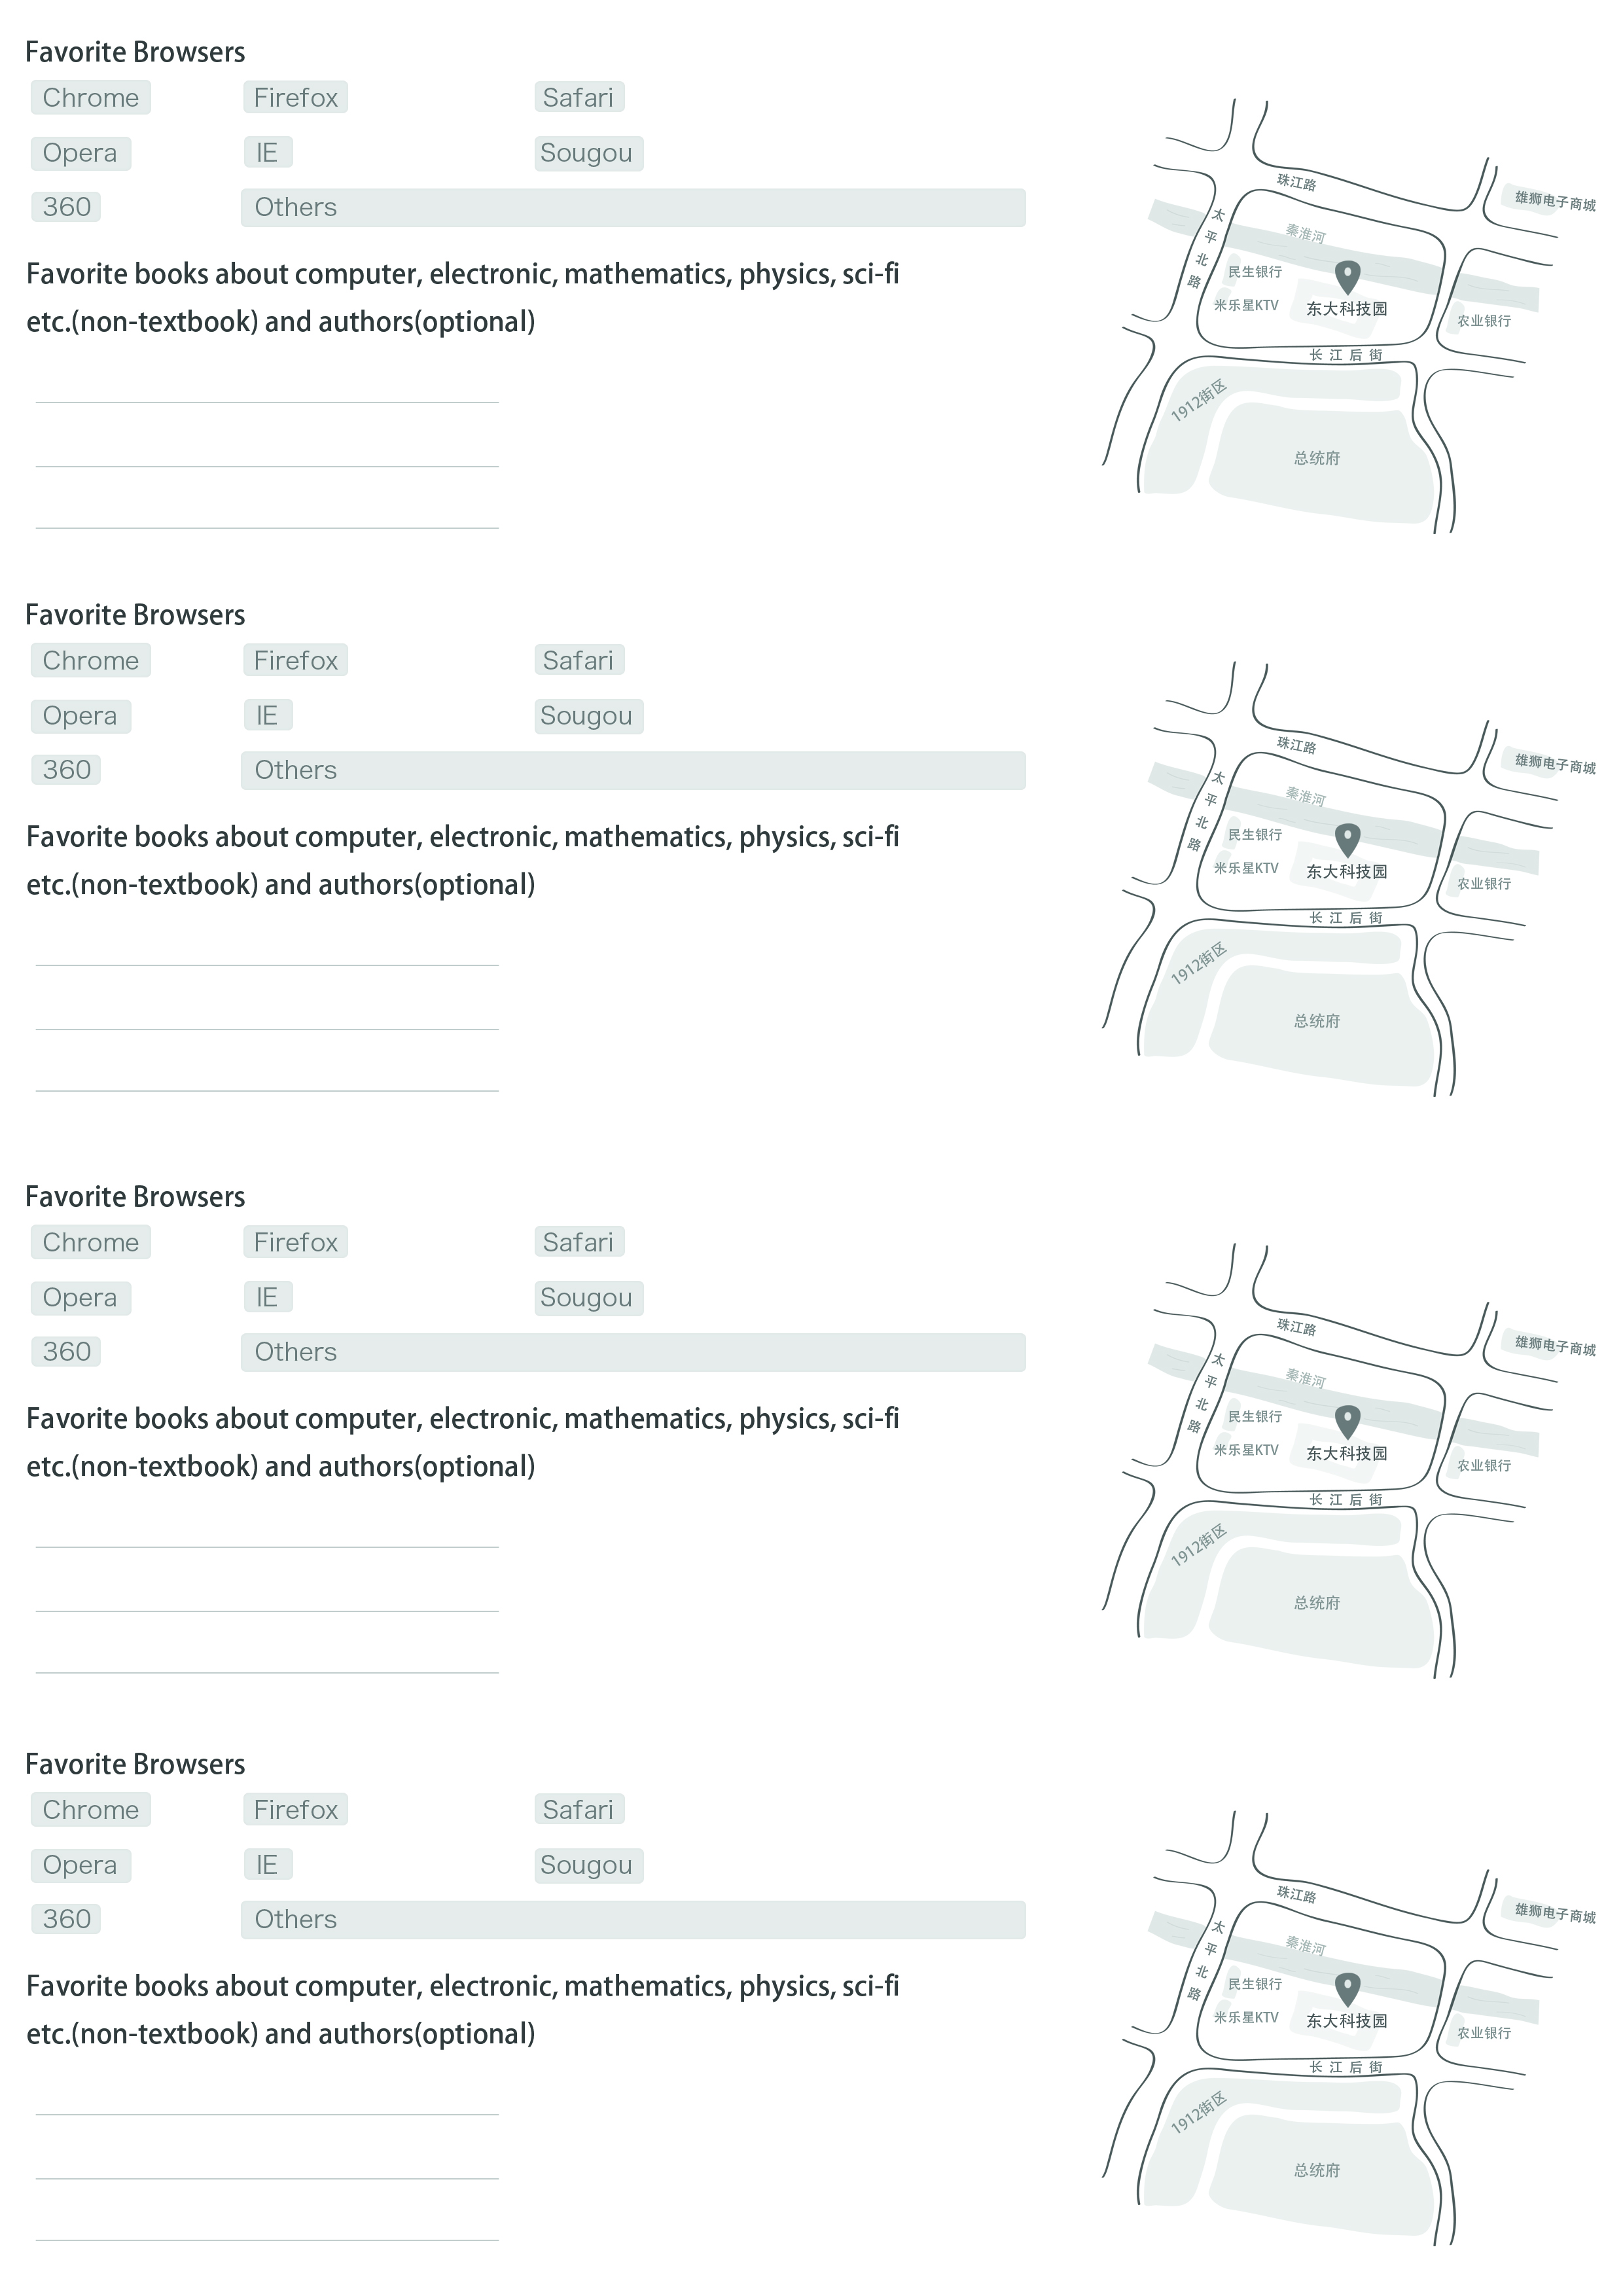 Favorite Browsers
Chrome Firefox Safari
Opera IE Sougou
360 Others
Favorite books about computer, electronic, mathematics, physics, sci-fi
etc.(non-textbook) and authors(optional)
珠江路
雄狮电子商城
太平北路
秦淮河
民生银行
米乐星KTV
东大科技园
农业银行
长江后街
1912街区
总统府
Favorite Browsers
Chrome Firefox Safari
Opera IE Sougou
360 Others
Favorite books about computer, electronic, mathematics, physics, sci-fi
etc.(non-textbook) and authors(optional)
珠江路
雄狮电子商城
太平北路
秦淮河
民生银行
米乐星KTV
东大科技园
农业银行
长江后街
1912街区
总统府
Favorite Browsers
Chrome Firefox Safari
Opera IE Sougou
360 Others
Favorite books about computer, electronic, mathematics, physics, sci-fi
etc.(non-textbook) and authors(optional)
珠江路
雄狮电子商城
太平北路
秦淮河
民生银行
米乐星KTV
东大科技园
农业银行
长江后街
1912街区
总统府
Favorite Browsers
Chrome Firefox Safari
Opera IE Sougou
360 Others
Favorite books about computer, electronic, mathematics, physics, sci-fi
etc.(non-textbook) and authors(optional)
珠江路
雄狮电子商城
太平北路
秦淮河
民生银行
米乐星KTV
东大科技园
农业银行
长江后街
1912街区
总统府